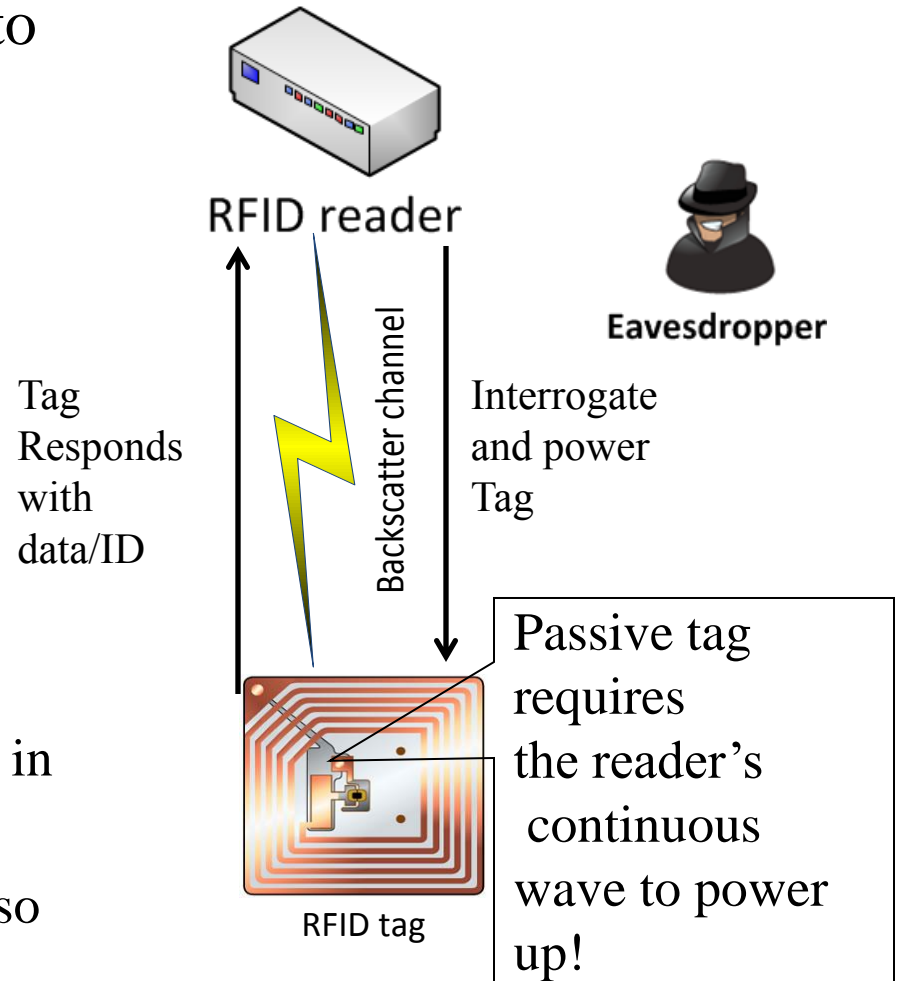 to
RFID reader
Eavesdropper
Backscatter channel
Tag
Responds
with
data/ID
Interrogate
and power
Tag
Passive tag
requires
the reader's
continuous
wave to power
up!
in
so
RFID tag